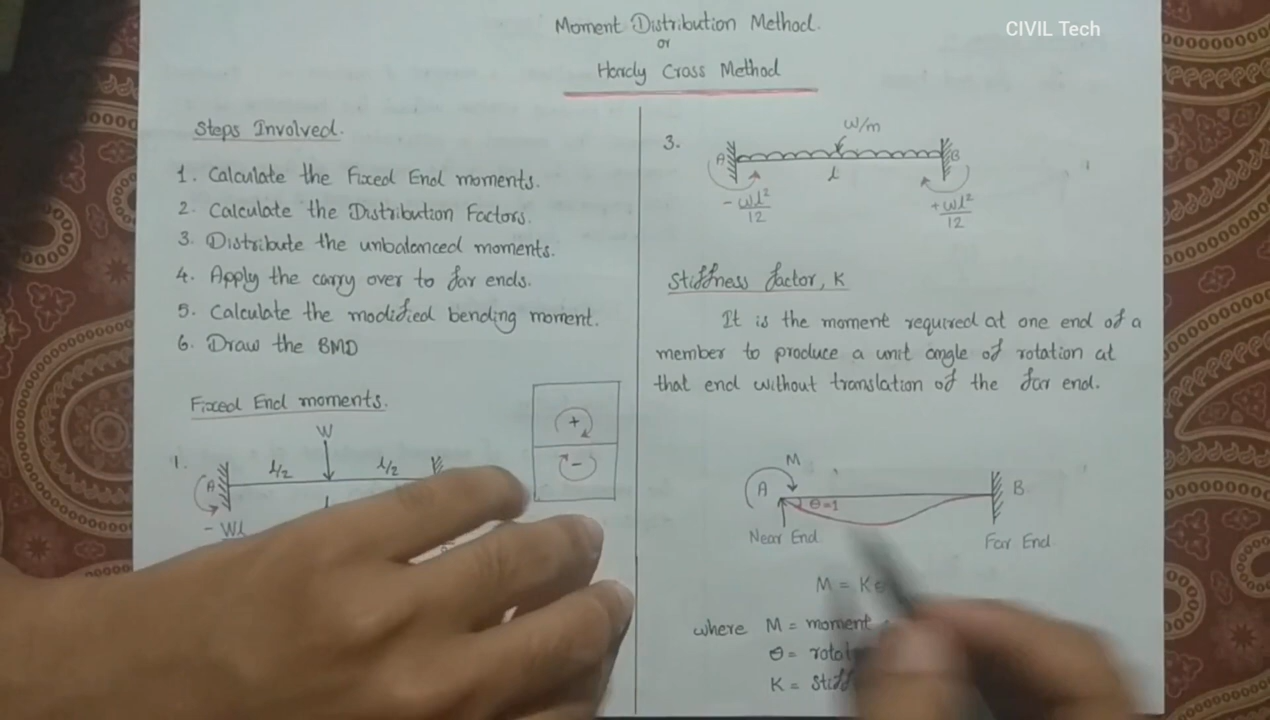 Moment Distribution Method.
or
Hardy Cross Method
CIVIL Tech
Steps Involved.
1. Calculate the Fixed End moments.
2. Calculate the Distribution Factors.
3. Distribute the unbalanced moments.
4. Apply the carry over to far ends.
5. Calculate the modified bending moment.
6. Draw the BMD
Fixed End moments.
1.
W
l/2 l/2
A
l
- Wl
+
-
3.
w/m
A B
l
- wl²/12 + wl²/12
Stiffness factor, K
It is the moment required at one end of a
member to produce a unit angle of rotation at
that end without translation of the far end.
M
A θ=1 B
Near End Far End
M = Kθ
where M = moment
θ =
K =